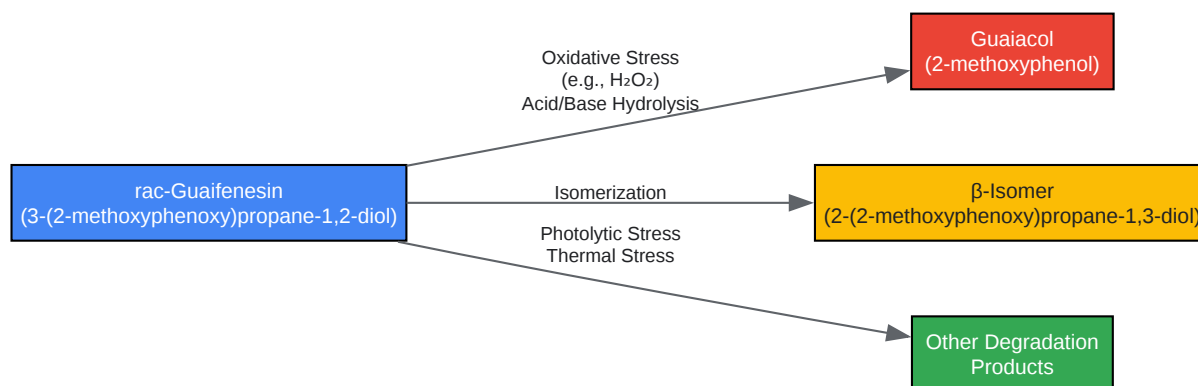 Guaiacol
(2-methoxyphenol)
Oxidative Stress
(e.g., H₂O₂)
Acid/Base Hydrolysis
rac-Guaifenesin
(3-(2-methoxyphenoxy)propane-1,2-diol)
Isomerization
β-Isomer
(2-(2-methoxyphenoxy)propane-1,3-diol)
Photolytic Stress
Thermal Stress
Other Degradation
Products